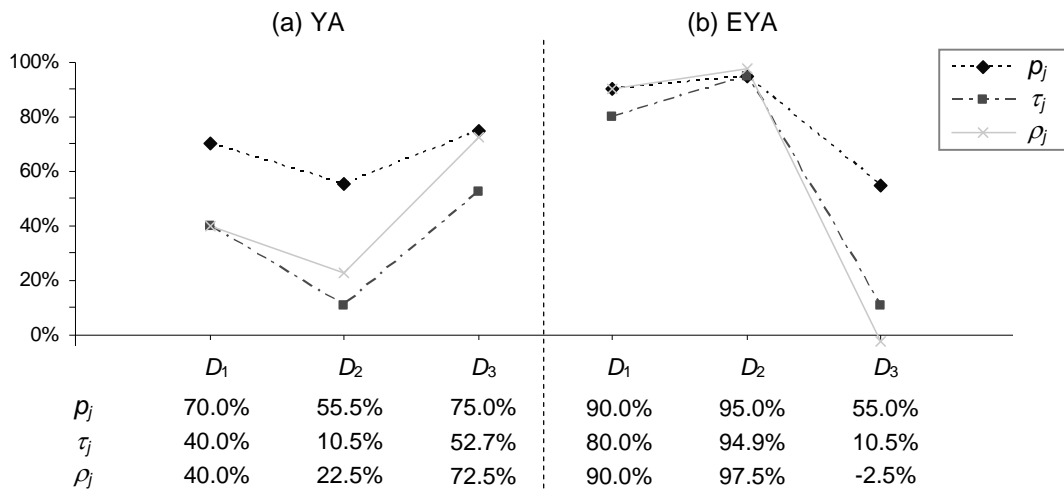 (a) YA (b) EYA
100%
80%
60%
40%
20%
0%
pj
τj
ρj
D1 D2 D3 D1 D2 D3
pj 70.0% 55.5% 75.0% 90.0% 95.0% 55.0%
τj 40.0% 10.5% 52.7% 80.0% 94.9% 10.5%
ρj 40.0% 22.5% 72.5% 90.0% 97.5% -2.5%